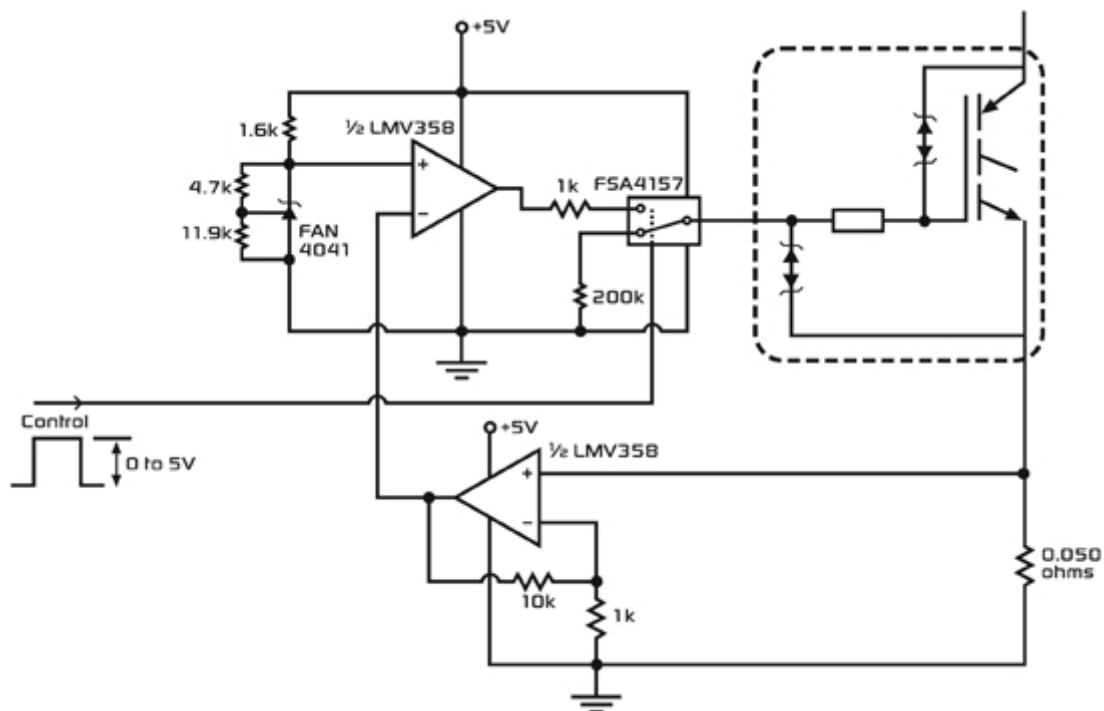 +5V
1.6k
½ LMV358
4.7k
11.9k
FAN
4041
+
−
1k
FSA4157
200k
Control
0 to 5V
+5V
½ LMV358
+
−
10k
1k
0.050
ohms